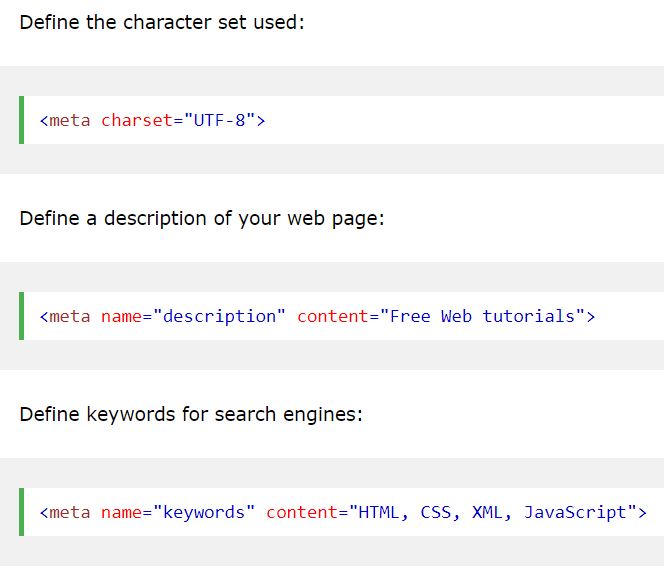 Define the character set used:
<meta charset="UTF-8">
Define a description of your web page:
<meta name="description" content="Free Web tutorials">
Define keywords for search engines:
<meta name="keywords" content="HTML, CSS, XML, JavaScript">